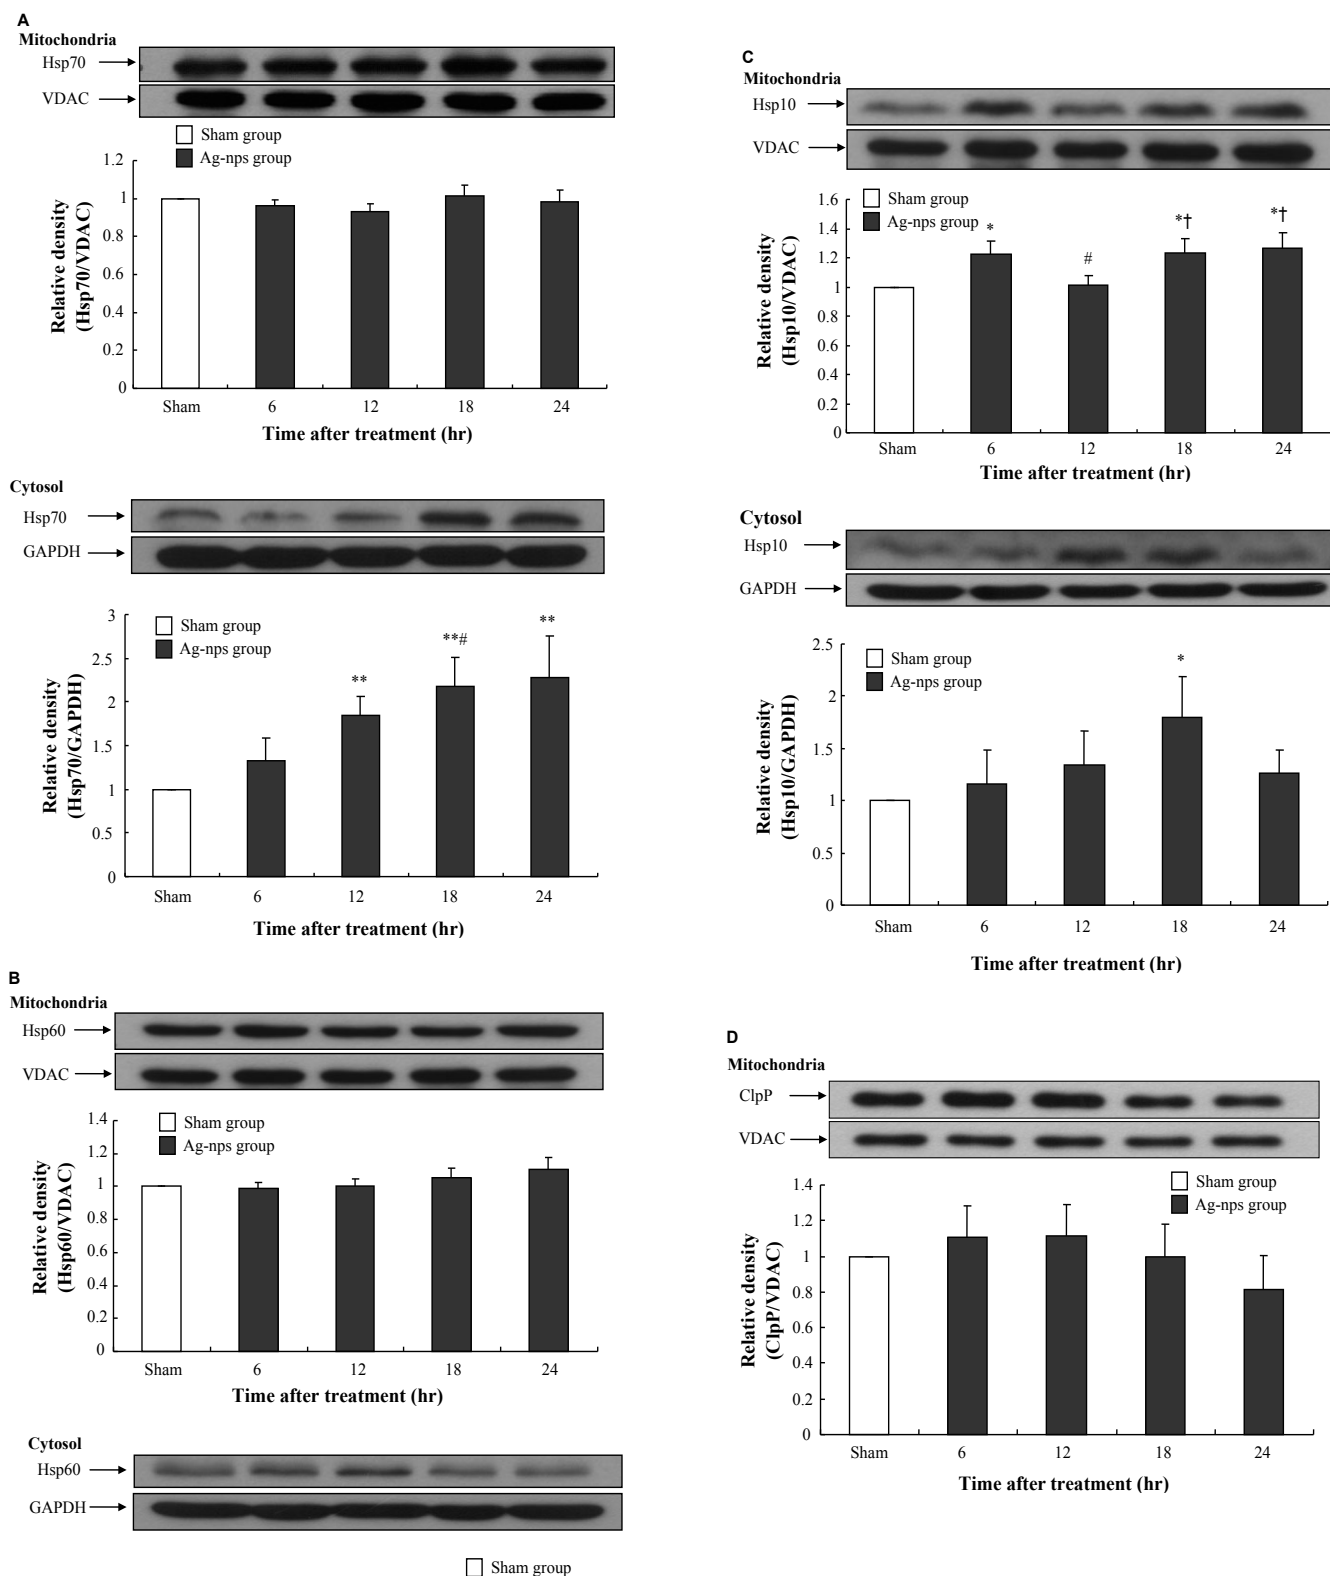 A
Mitochondria
Hsp70
VDAC
Sham group
Ag-nps group
Relative density
(Hsp70/VDAC)
1.2
1
0.8
0.6
0.4
0.2
0
Sham 6 12 18 24
Time after treatment (hr)
Cytosol
Hsp70
GAPDH
Sham group
Ag-nps group
Relative density
(Hsp70/GAPDH)
3
2.5
2
1.5
1
0.5
0
** **# **
Sham 6 12 18 24
Time after treatment (hr)
B
Mitochondria
Hsp60
VDAC
Sham group
Ag-nps group
Relative density
(Hsp60/VDAC)
1.4
1.2
1
0.8
0.6
0.4
0.2
0
Sham 6 12 18 24
Time after treatment (hr)
Cytosol
Hsp60
GAPDH
Sham group
C
Mitochondria
Hsp10
VDAC
Sham group
Ag-nps group
Relative density
(Hsp10/VDAC)
1.6
1.4
1.2
1
0.8
0.6
0.4
0.2
0
* # *† *†
Sham 6 12 18 24
Time after treatment (hr)
Cytosol
Hsp10
GAPDH
Sham group
Ag-nps group
Relative density
(Hsp10/GAPDH)
2.5
2
1.5
1
0.5
0
*
Sham 6 12 18 24
Time after treatment (hr)
D
Mitochondria
ClpP
VDAC
Sham group
Ag-nps group
Relative density
(ClpP/VDAC)
1.4
1.2
1
0.8
0.6
0.4
0.2
0
Sham 6 12 18 24
Time after treatment (hr)